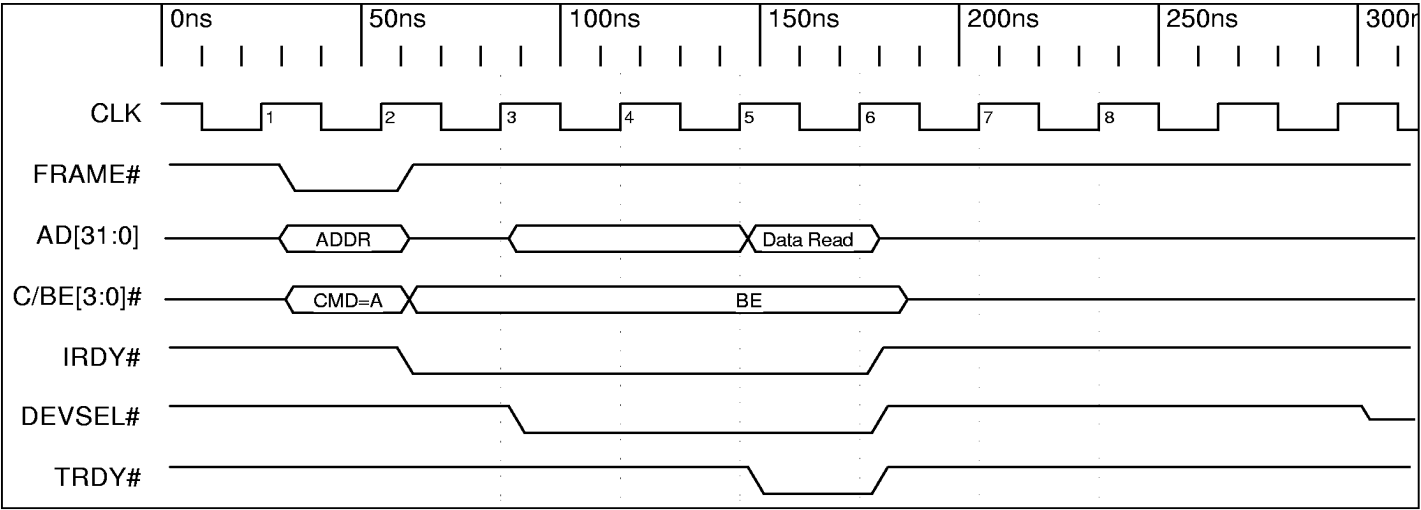 0ns 50ns 100ns 150ns 200ns 250ns 300n
CLK 1 2 3 4 5 6 7 8
FRAME#
AD[31:0] ADDR Data Read
C/BE[3:0]# CMD=A BE
IRDY#
DEVSEL#
TRDY#